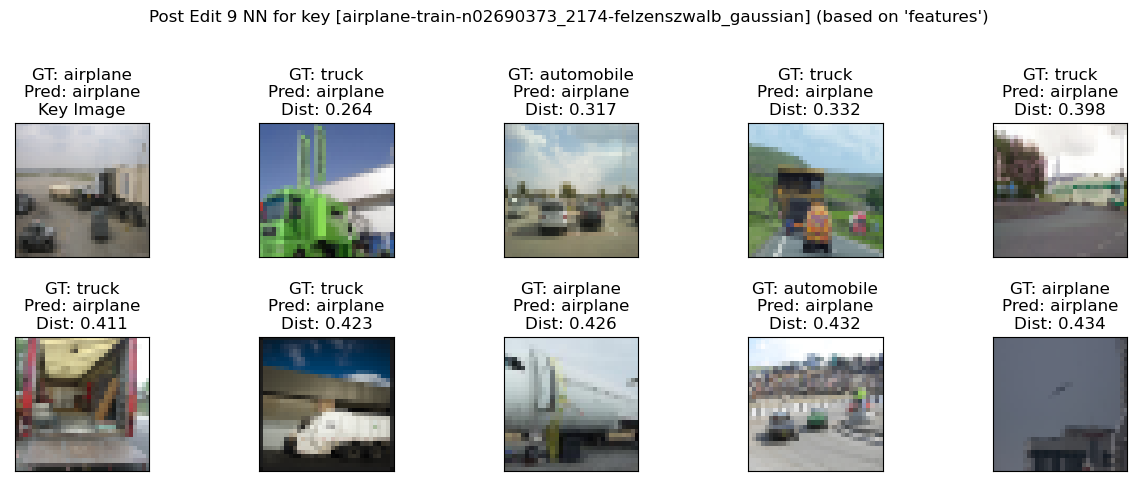 Post Edit 9 NN for key [airplane-train-n02690373_2174-felzenszwalb_gaussian] (based on 'features')
GT: airplane
Pred: airplane
Key Image
GT: truck
Pred: airplane
Dist: 0.264
GT: automobile
Pred: airplane
Dist: 0.317
GT: truck
Pred: airplane
Dist: 0.332
GT: truck
Pred: airplane
Dist: 0.398
GT: truck
Pred: airplane
Dist: 0.411
GT: truck
Pred: airplane
Dist: 0.423
GT: airplane
Pred: airplane
Dist: 0.426
GT: automobile
Pred: airplane
Dist: 0.432
GT: airplane
Pred: airplane
Dist: 0.434